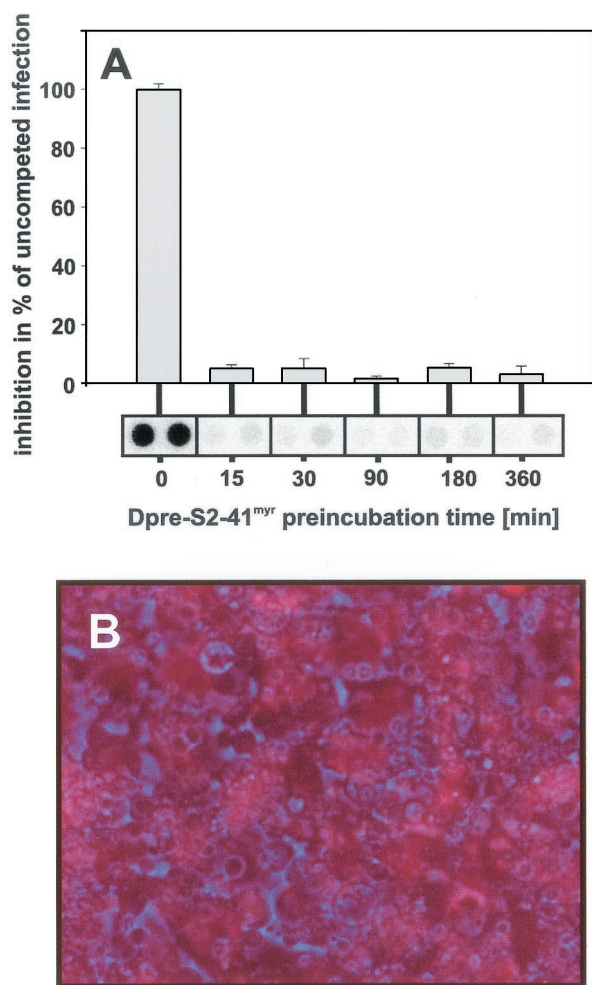 A
inhibition in % of uncompeted infection
100
80
60
40
20
0
0 15 30 90 180 360
Dpre-S2-41myr preincubation time [min]
B